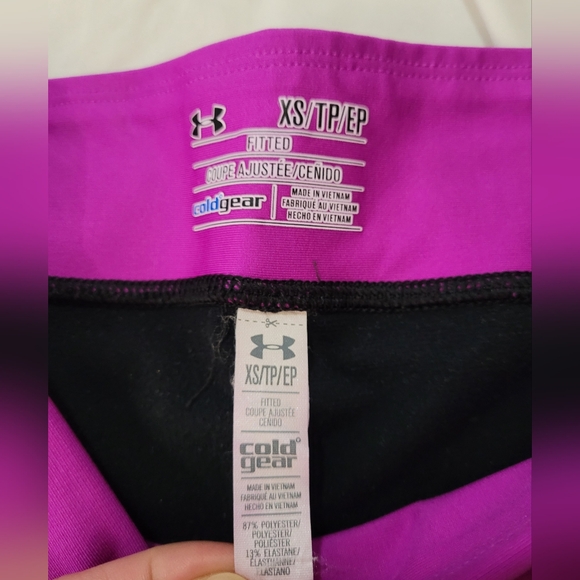 XS/TP/EP
FITTED
COUPE AJUSTÉE/CEÑIDO
coldgear
MADE IN VIETNAM
FABRIQUÉ AU VIETNAM
HECHO EN VIETNAM
XS/TP/EP
FITTED
COUPE AJUSTÉE
CEÑIDO
cold
gear
MADE IN VIETNAM
FABRIQUÉ AU VIETNAM
HECHO EN VIETNAM
87% POLYESTER/
POLYESTER/
POLIÉSTER
13% ELASTANE/
ÉLASTHANNE/
ELASTANO